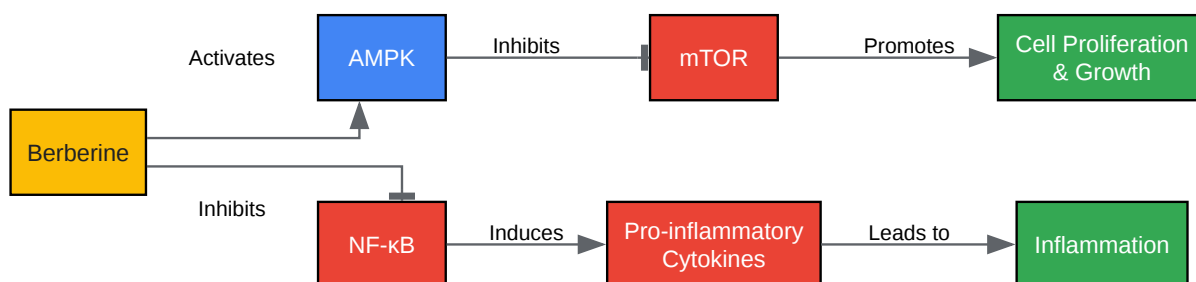 Activates
AMPK
Inhibits
mTOR
Promotes
Cell Proliferation
& Growth
Berberine
Inhibits
NF-κB
Induces
Pro-inflammatory
Cytokines
Leads to
Inflammation